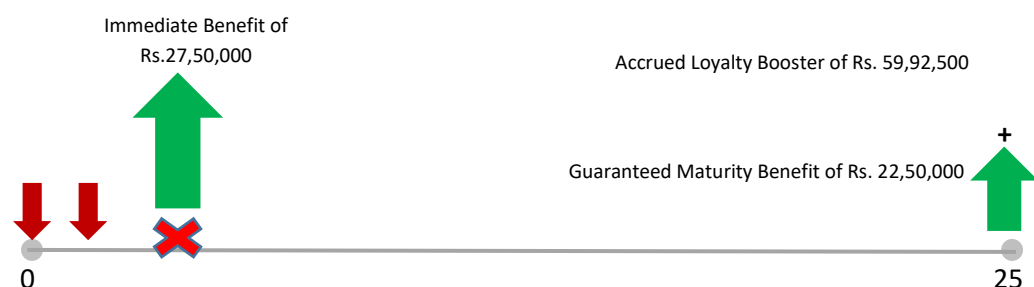 Immediate Benefit of
Rs.27,50,000
Accrued Loyalty Booster of Rs. 59,92,500
+
Guaranteed Maturity Benefit of Rs. 22,50,000
0
25